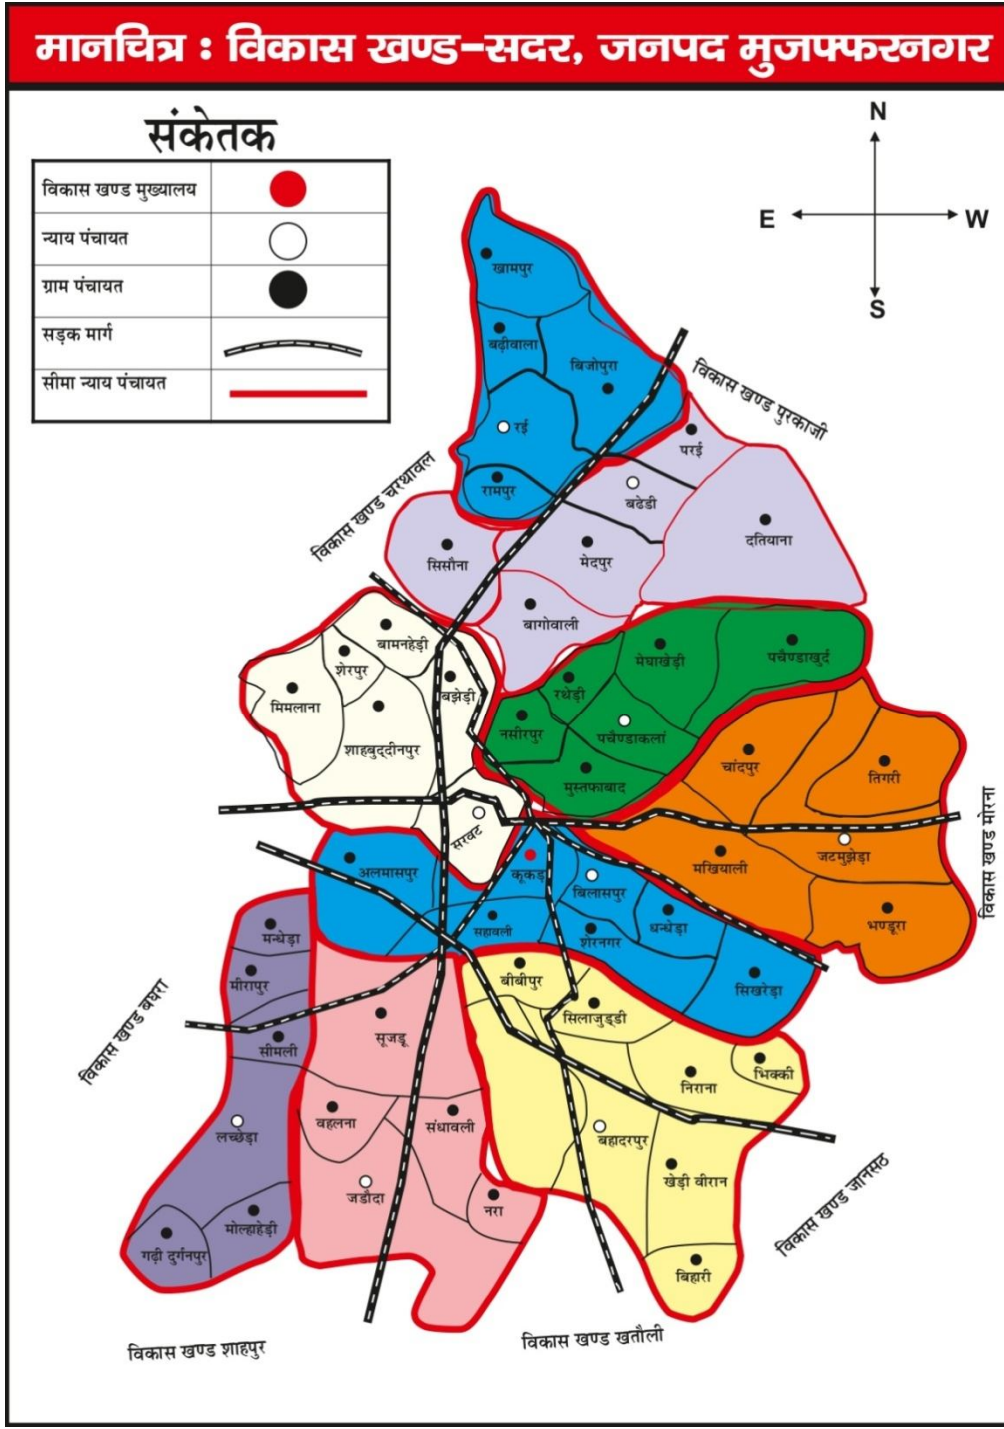 मानचित्र : विकास खण्ड-सदर, जनपद मुजफ्फरनगर
संकेतक
विकास खण्ड मुख्यालय
न्याय पंचायत
ग्राम पंचायत
सड़क मार्ग
सीमा न्याय पंचायत
N
E
W
S
खामपुर
बढ़ीवाला
बिजोपुरा
रई
रामपुर
विकास खण्ड पुरकाजी
विकास खण्ड चरथावल
परई
बढेडी
दतियाना
सिसौना
मेदपुर
बागोवाली
बामनहेड़ी
शेरपुर
मिमलाना
बझेड़ी
शाहबुद्दीनपुर
सरवट
मेघाखेड़ी
पचैण्डाखुर्द
रथेड़ी
नसीरपुर
पचैण्डाकलां
मुस्तफाबाद
चांदपुर
तिगरी
मखियाली
जटमुझेड़ा
भण्डूरा
विकास खण्ड मोरना
अलमासपुर
कूकड़ा
बिलासपुर
सहावली
शेरनगर
धन्धेड़ा
सिखरेड़ा
मन्धेड़ा
मीरापुर
सीमली
लच्छेड़ा
मोल्हाहेड़ी
गढ़ी दुर्गनपुर
विकास खण्ड बघरा
सूजडू
वहलना
संधावली
जडौदा
नरा
बीबीपुर
सिलाजुड्डी
निराना
भिक्की
बहादरपुर
खेड़ी वीरान
बिहारी
विकास खण्ड जानसठ
विकास खण्ड शाहपुर
विकास खण्ड खतौली